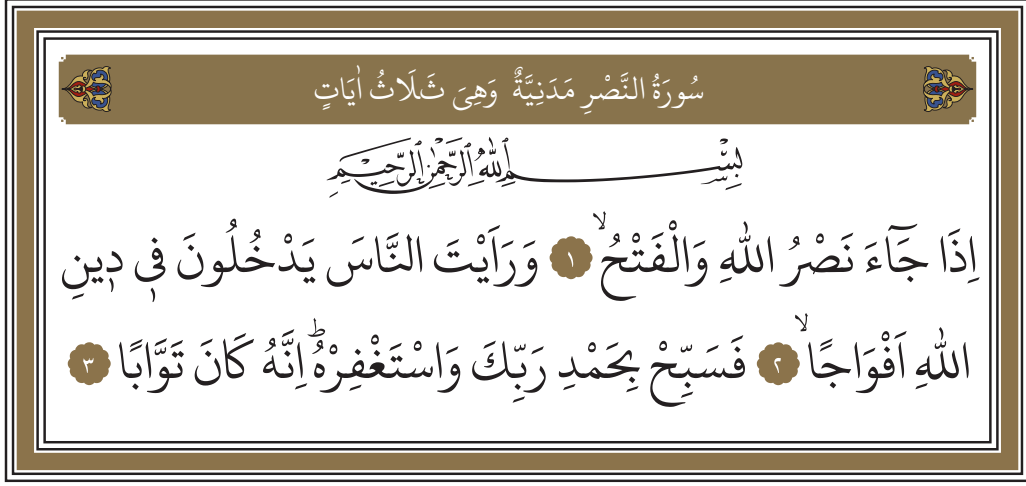 سُورَةُ النَّصْرِ مَدَنِيَّةٌ وَهِىَ ثَلَاثُ اٰيَاتٍ
بِسْمِ اللّٰهِ الرَّحْمٰنِ الرَّحِيمِ
اِذَا جَٓاءَ نَصْرُ اللّٰهِ وَالْفَتْحُۙ ١ وَرَاَيْتَ النَّاسَ يَدْخُلُونَ فٖى دٖينِ
اللّٰهِ اَفْوَاجًاۙ ٢ فَسَبِّحْ بِحَمْدِ رَبِّكَ وَاسْتَغْفِرْهُؕ اِنَّهُ كَانَ تَوَّابًا ٣